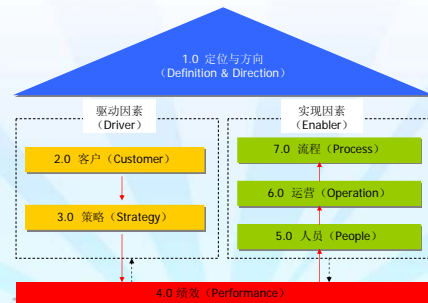 1.0 定位与方向
（Definition & Direction）
驱动因素
（Driver）
实现因素
（Enabler）
2.0 客户（Customer）
3.0 策略（Strategy）
7.0 流程（Process）
6.0 运营（Operation）
5.0 人员（People）
4.0 绩效（Performance）